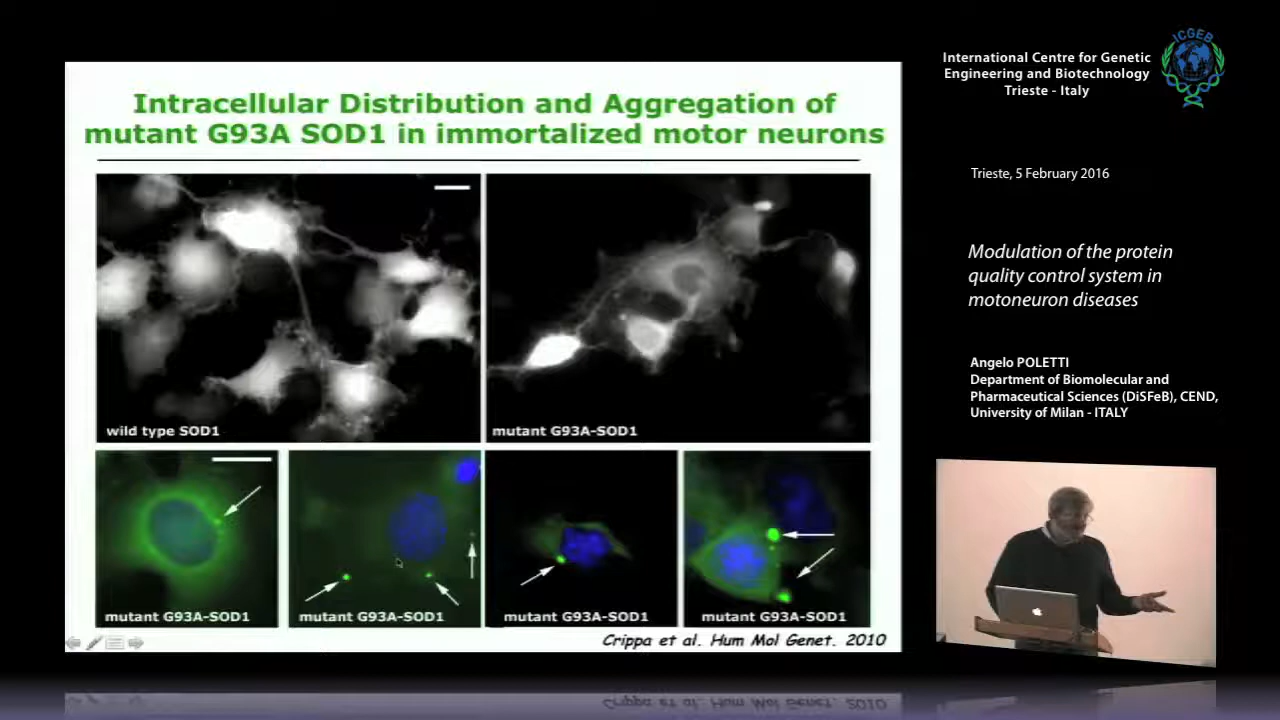 Intracellular Distribution and Aggregation of
mutant G93A SOD1 in immortalized motor neurons
wild type SOD1
mutant G93A-SOD1
mutant G93A-SOD1
mutant G93A-SOD1
mutant G93A-SOD1
mutant G93A-SOD1
Crippa et al. Hum Mol Genet. 2010
International Centre for Genetic
Engineering and Biotechnology
Trieste - Italy
ICGEB
Trieste, 5 February 2016
Modulation of the protein
quality control system in
motoneuron diseases
Angelo POLETTI
Department of Biomolecular and
Pharmaceutical Sciences (DiSFeB), CEND,
University of Milan - ITALY